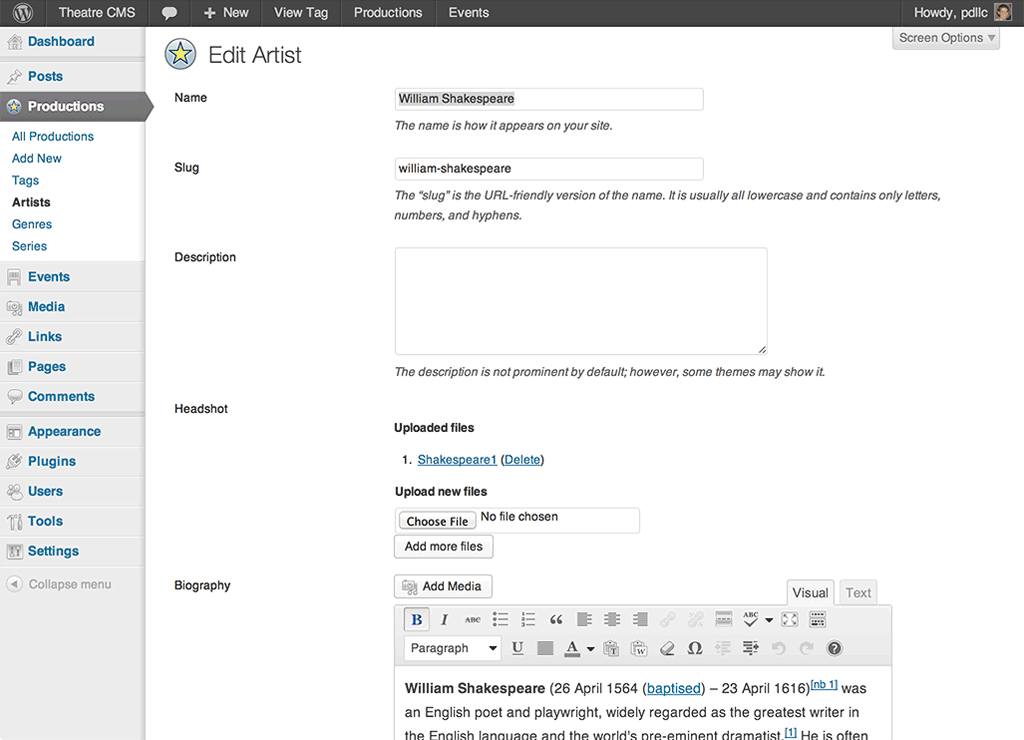 Theatre CMS + New View Tag Productions Events Howdy, pdllc
Screen Options ▼
Dashboard
Posts
Productions
All Productions
Add New
Tags
Artists
Genres
Series
Events
Media
Links
Pages
Comments
Appearance
Plugins
Users
Tools
Settings
Collapse menu
Edit Artist
Name
William Shakespeare
The name is how it appears on your site.
Slug
william-shakespeare
The “slug” is the URL-friendly version of the name. It is usually all lowercase and contains only letters,
numbers, and hyphens.
Description
The description is not prominent by default; however, some themes may show it.
Headshot
Uploaded files
1. Shakespeare1 (Delete)
Upload new files
Choose File No file chosen
Add more files
Biography
Add Media
Visual Text
B I ABC ABC
Paragraph U A T W Ω ?
William Shakespeare (26 April 1564 (baptised) – 23 April 1616)[nb 1] was
an English poet and playwright, widely regarded as the greatest writer in
the English language and the world's pre-eminent dramatist.[1] He is often